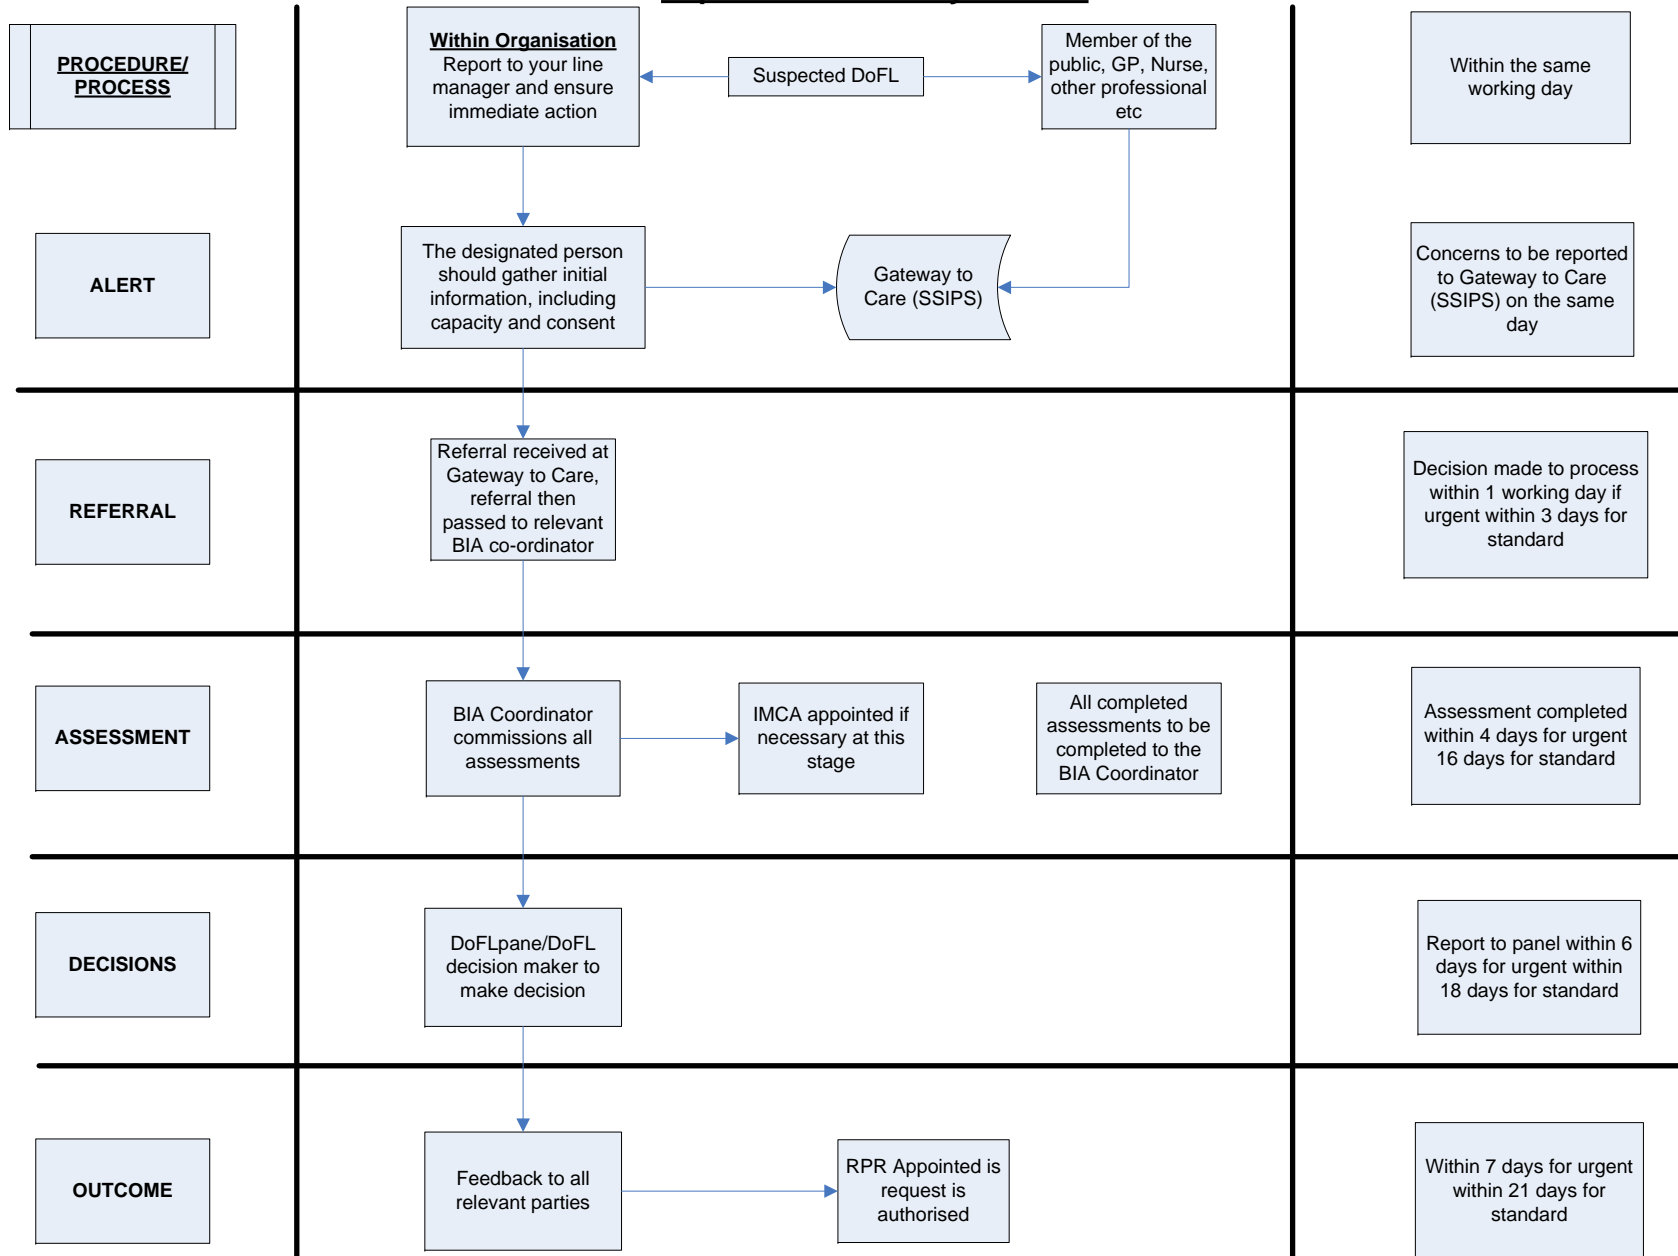 PROCEDURE/
PROCESS
Within Organisation
Report to your line
manager and ensure
immediate action
Suspected DoFL
Member of the
public, GP, Nurse,
other professional
etc
Within the same
working day
ALERT
The designated person
should gather initial
information, including
capacity and consent
Gateway to
Care (SSIPS)
Concerns to be reported
to Gateway to Care
(SSIPS) on the same
day
REFERRAL
Referral received at
Gateway to Care,
referral then
passed to relevant
BIA co-ordinator
Decision made to process
within 1 working day if
urgent within 3 days for
standard
ASSESSMENT
BIA Coordinator
commissions all
assessments
IMCA appointed if
necessary at this
stage
All completed
assessments to be
completed to the
BIA Coordinator
Assessment completed
within 4 days for urgent
16 days for standard
DECISIONS
DoFLpane/DoFL
decision maker to
make decision
Report to panel within 6
days for urgent within
18 days for standard
OUTCOME
Feedback to all
relevant parties
RPR Appointed is
request is
authorised
Within 7 days for urgent
within 21 days for
standard